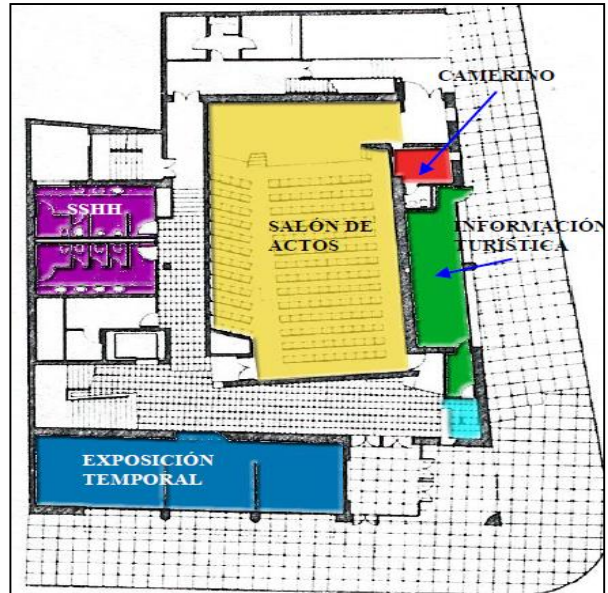 CAMERINO
SSHH
SALÓN DE
ACTOS
INFORMACIÓN
TURÍSTICA
EXPOSICIÓN
TEMPORAL